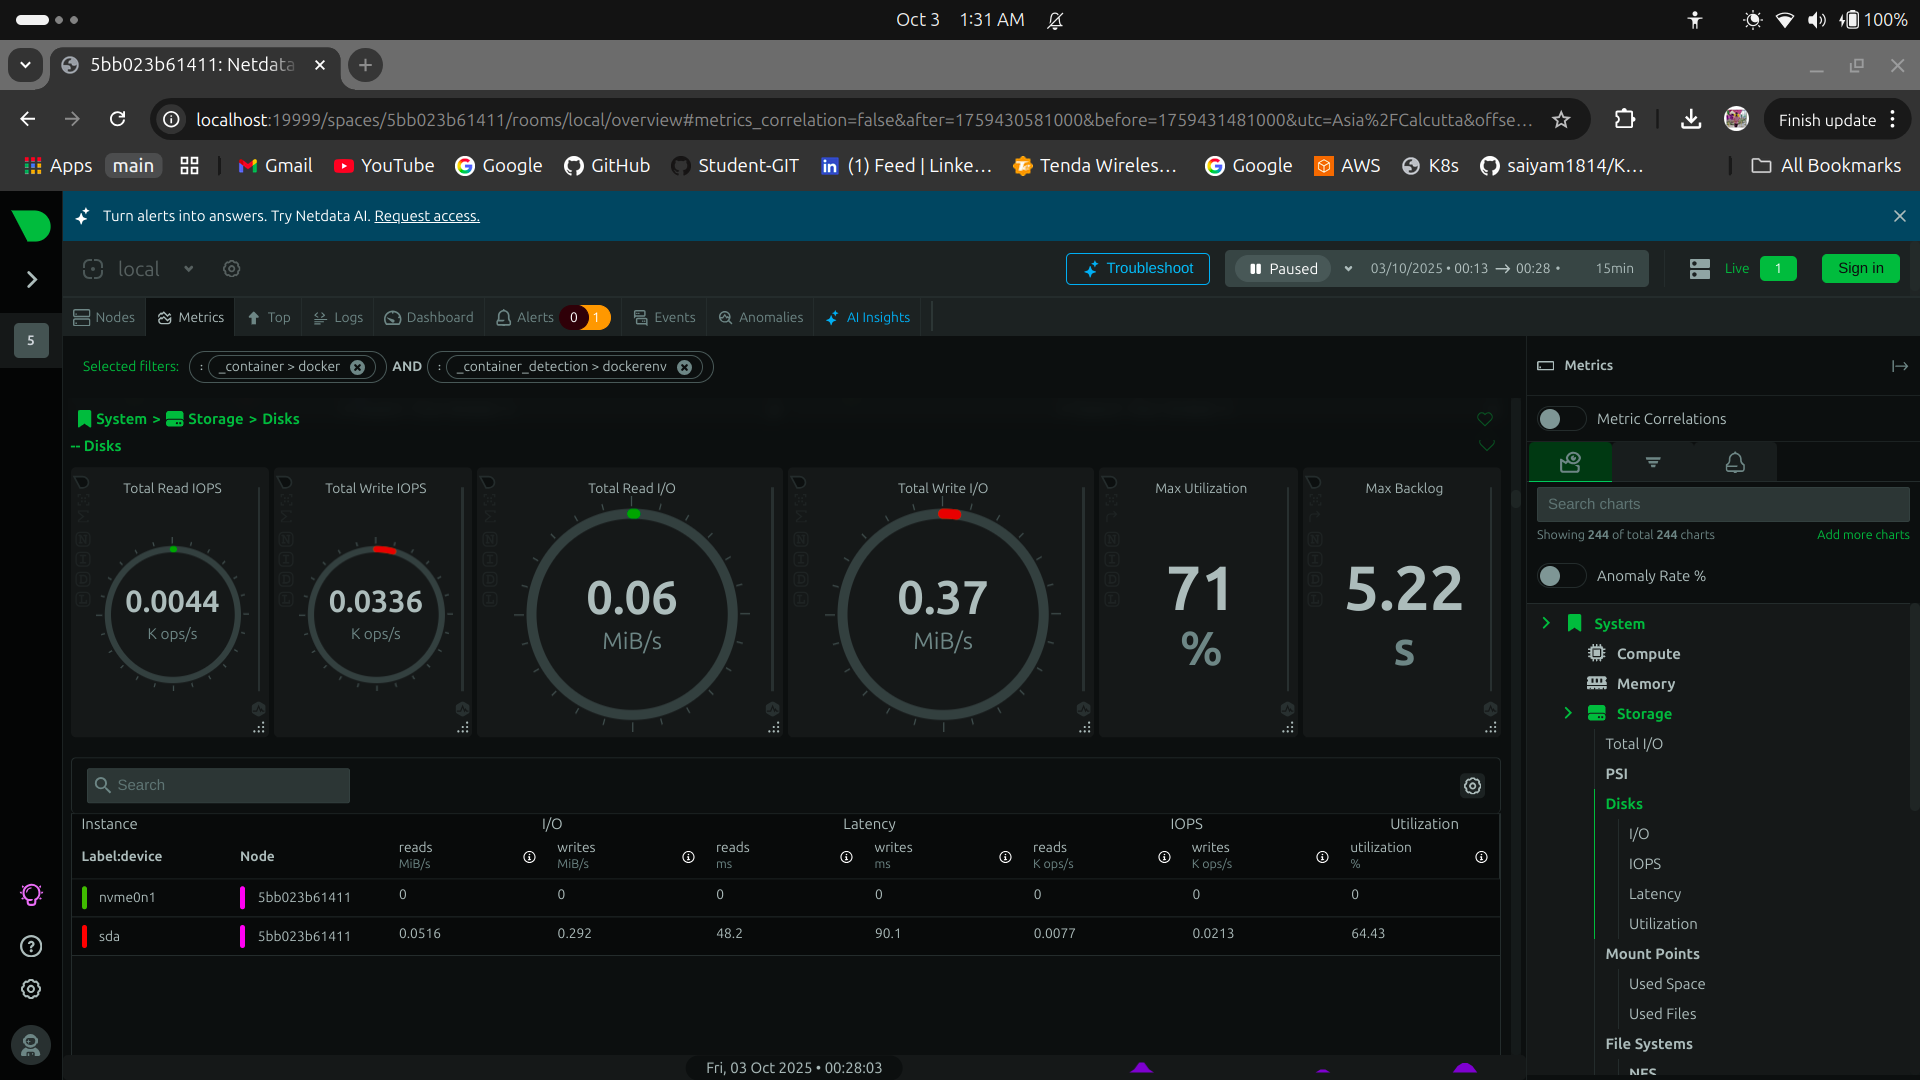 Oct 3 1:31 AM
100%
5bb023b61411: Netdata
localhost:19999/spaces/5bb023b61411/rooms/local/overview#metrics_correlation=false&after=1759430581000&before=1759431481000&utc=Asia%2FCalcutta&offse...
Finish update
Apps
main
Gmail
YouTube
Google
GitHub
Student-GIT
(1) Feed | Linke...
Tenda Wireles...
Google
AWS
K8s
saiyam1814/K...
All Bookmarks
Turn alerts into answers. Try Netdata AI. Request access.
local
Troubleshoot
Paused
03/10/2025 • 00:13 → 00:28 •
15min
Live
1
Sign in
5
Nodes
Metrics
Top
Logs
Dashboard
Alerts 0 1
Events
Anomalies
AI Insights
Selected filters:
: _container > docker
AND
: _container_detection > dockerenv
System > Storage > Disks
-- Disks
Total Read IOPS
0.0044
K ops/s
Total Write IOPS
0.0336
K ops/s
Total Read I/O
0.06
MiB/s
Total Write I/O
0.37
MiB/s
Max Utilization
71
%
Max Backlog
5.22
s
Search
Instance I/O Latency IOPS Utilization
Label:device Node reads writes reads writes reads writes utilization
MiB/s MiB/s ms ms K ops/s K ops/s %
nvme0n1 5bb023b61411 0 0 0 0 0 0 0
sda 5bb023b61411 0.0516 0.292 48.2 90.1 0.0077 0.0213 64.43
Fri, 03 Oct 2025 • 00:28:03
Metrics
Metric Correlations
Search charts
Showing 244 of total 244 charts
Add more charts
Anomaly Rate %
System
Compute
Memory
Storage
Total I/O
PSI
Disks
I/O
IOPS
Latency
Utilization
Mount Points
Used Space
Used Files
File Systems
NFS